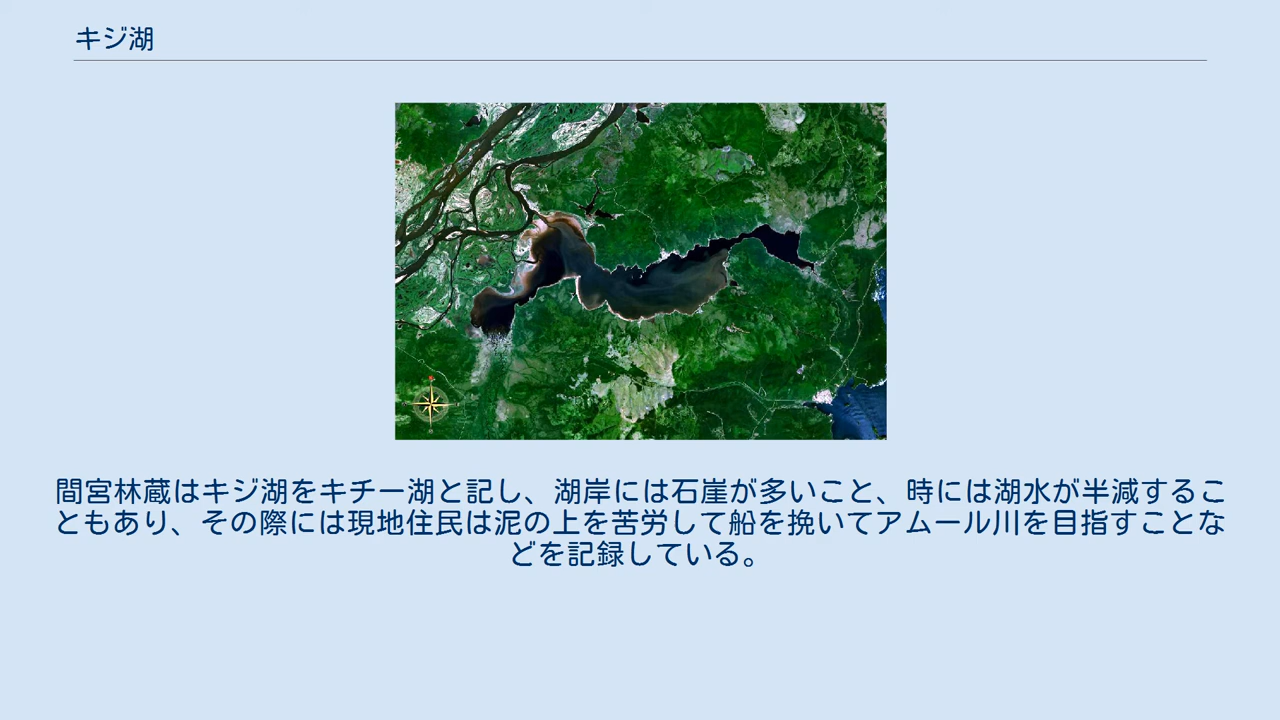 キジ湖
間宮林蔵はキジ湖をキチー湖と記し、湖岸には石崖が多いこと、時には湖水が半減するこ
ともあり、その際には現地住民は泥の上を苦労して船を挽いてアムール川を目指すことな
どを記録している。